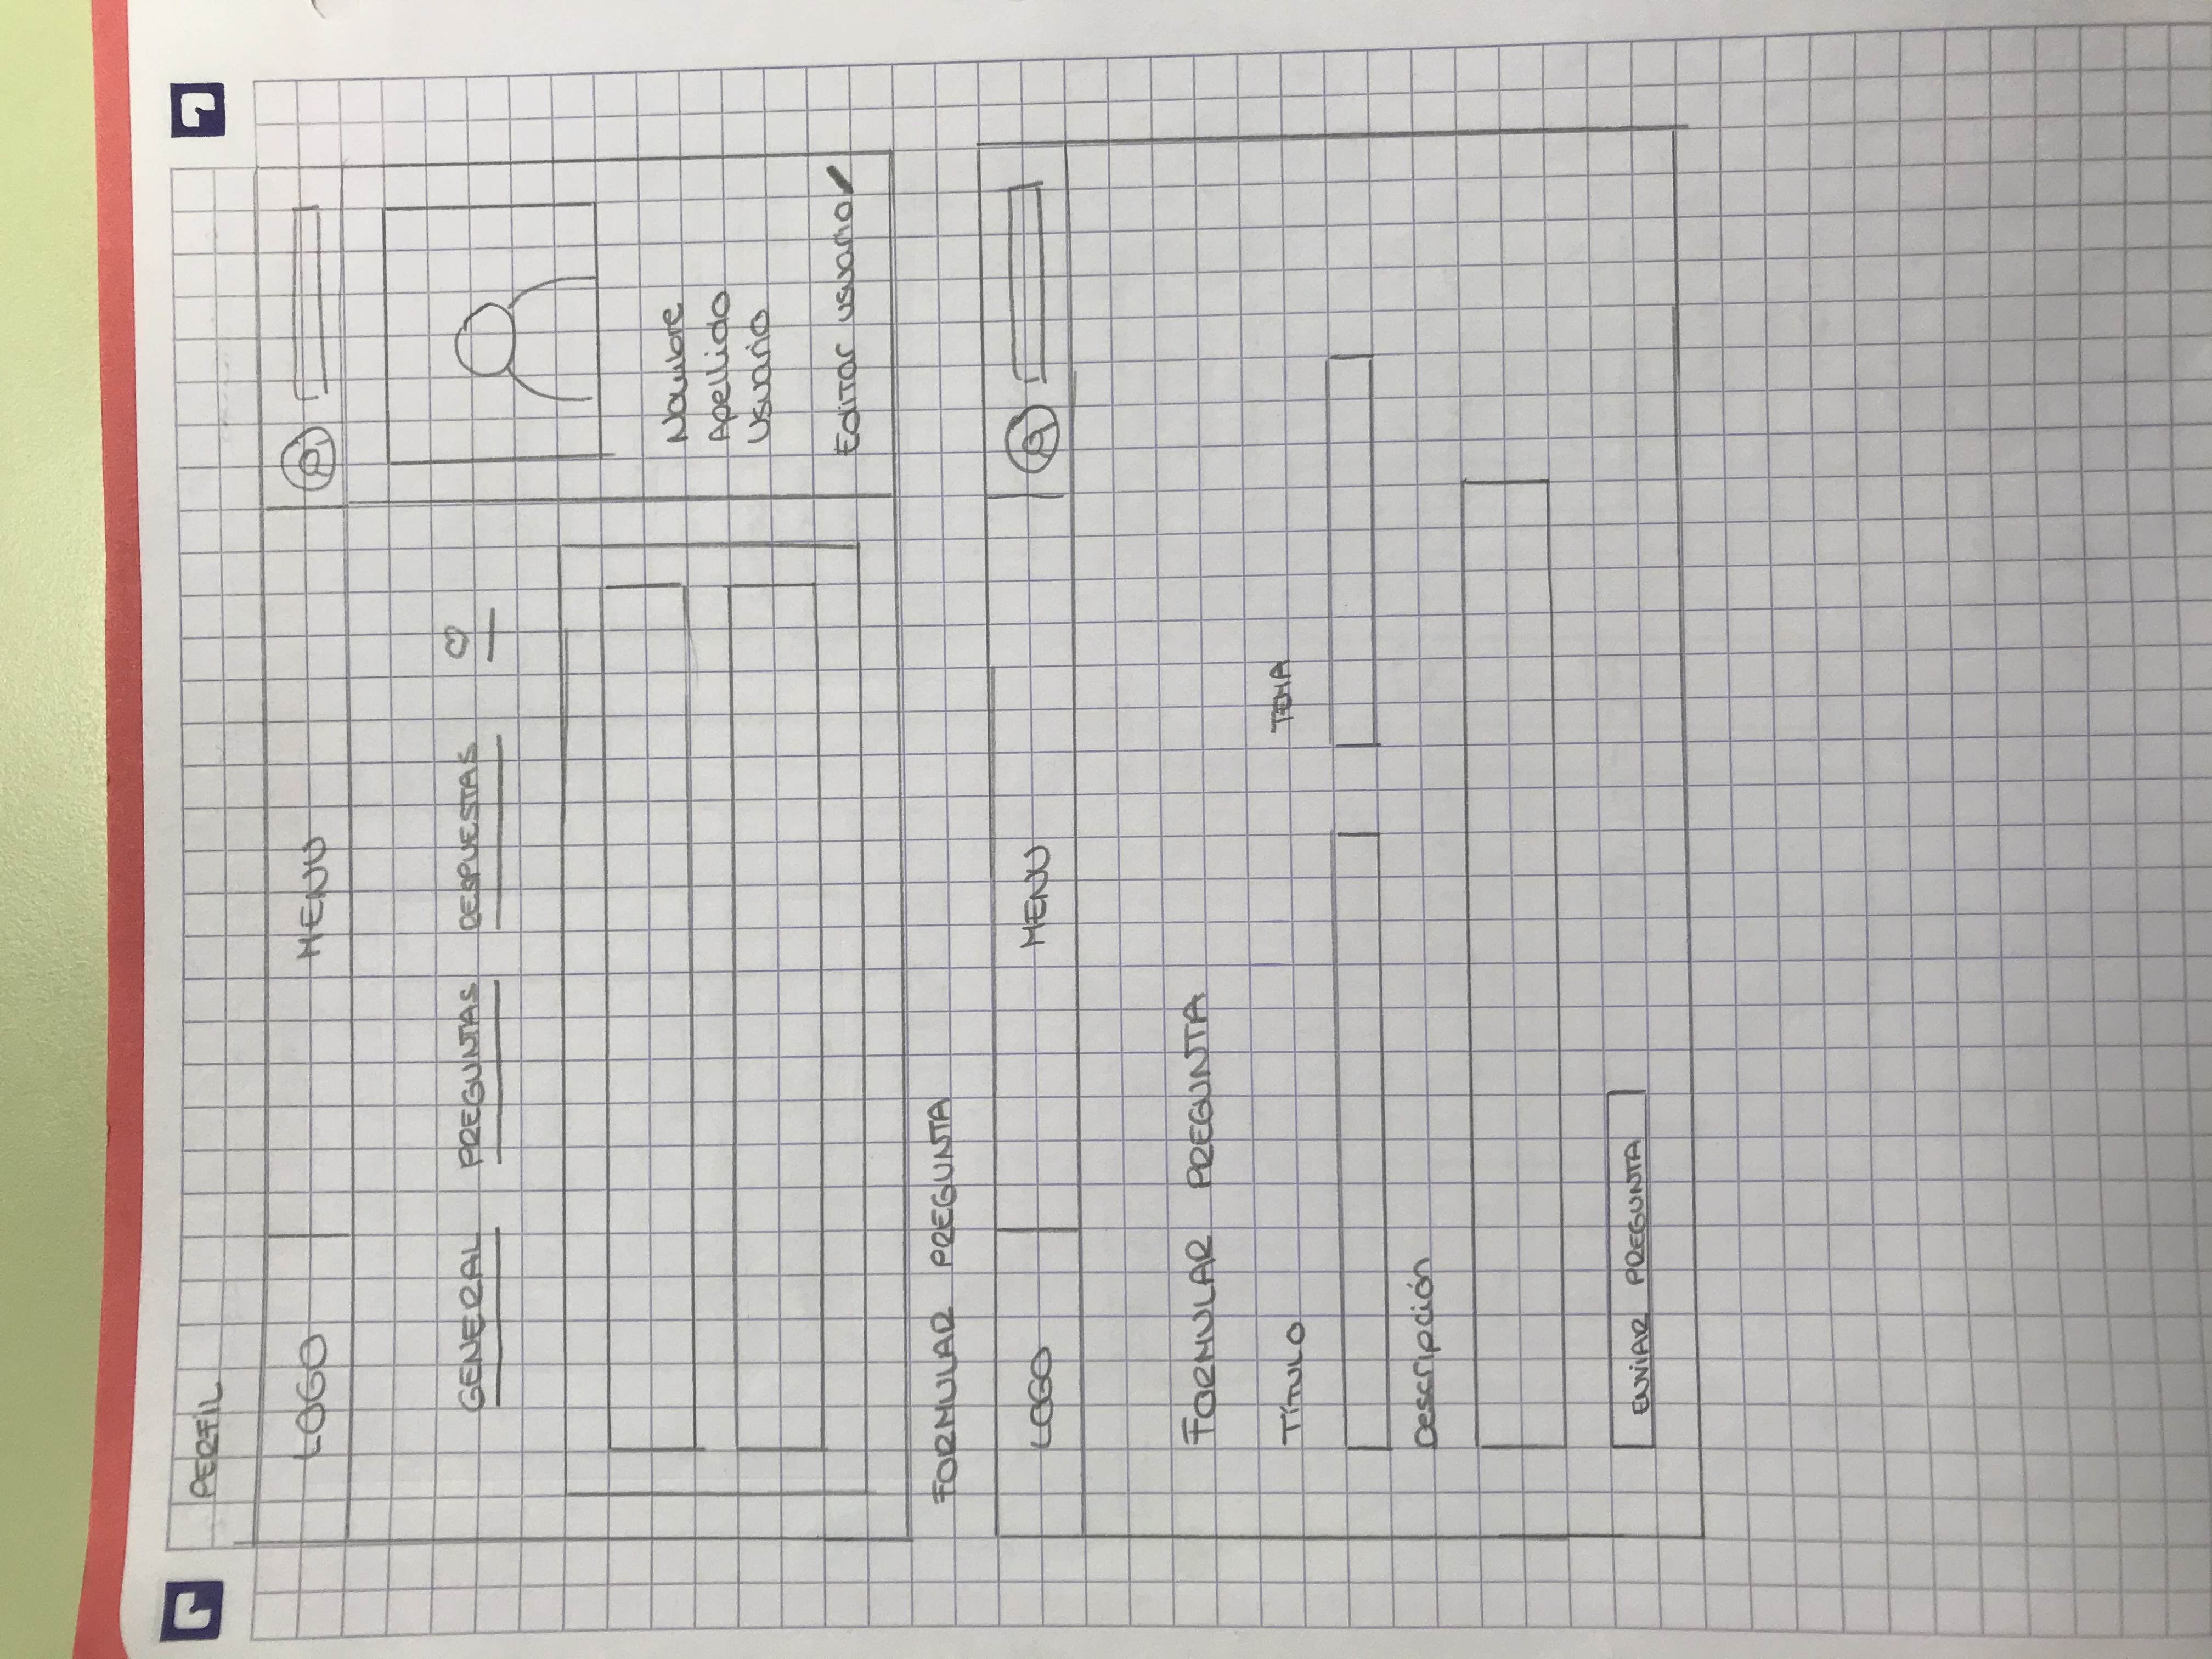 PERFIL
LOGO MENU
GENERAL PREGUNTAS RESPUESTAS
Nombre
Apellido
Usuario
Editar usuario
FORMULAR PREGUNTA
LOGO MENU
FORMULAR PREGUNTA
TÍTULO TEMA
Descripción
ENVIAR PREGUNTA